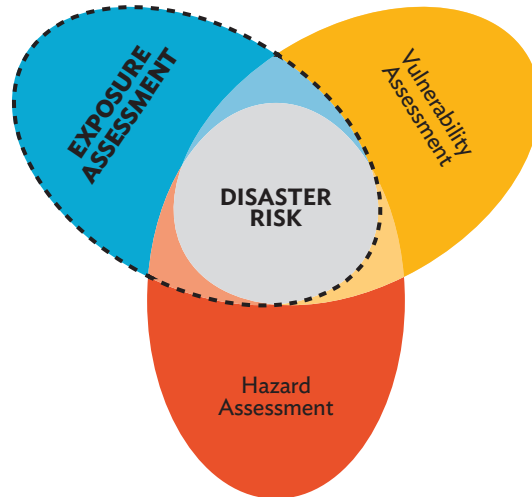 EXPOSURE
ASSESSMENT
Vulnerability
Assessment
DISASTER
RISK
Hazard
Assessment